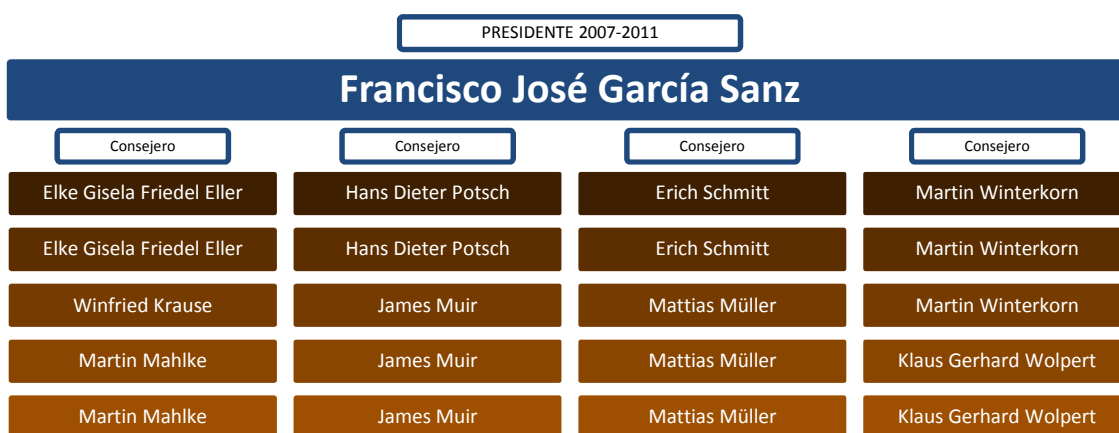 PRESIDENTE 2007-2011
Francisco José García Sanz
Consejero Consejero Consejero Consejero
Elke Gisela Friedel Eller Hans Dieter Potsch Erich Schmitt Martin Winterkorn
Elke Gisela Friedel Eller Hans Dieter Potsch Erich Schmitt Martin Winterkorn
Winfried Krause James Muir Mattias Müller Martin Winterkorn
Martin Mahlke James Muir Mattias Müller Klaus Gerhard Wolpert
Martin Mahlke James Muir Mattias Müller Klaus Gerhard Wolpert